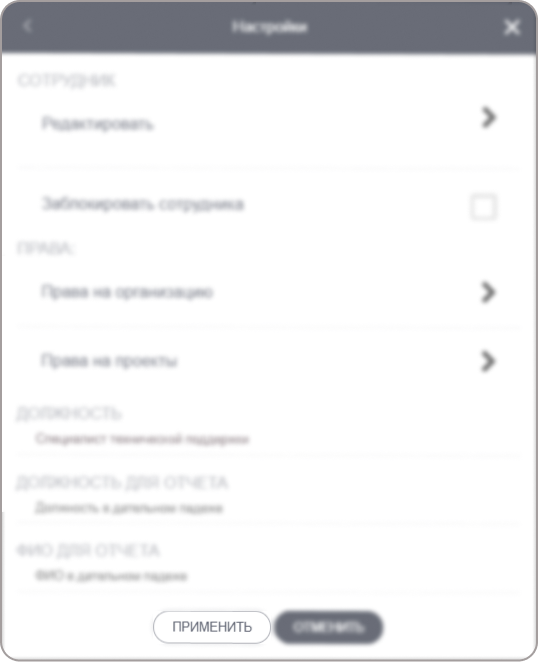 Настройки
СОТРУДНИК
Редактировать
Заблокировать сотрудника
ПРАВА:
Права на организацию
Права на проекты
ДОЛЖНОСТЬ
Специалист технической поддержки
ДОЛЖНОСТЬ ДЛЯ ОТЧЕТА
Должность в дательном падеже
ФИО ДЛЯ ОТЧЕТА
ФИО в дательном падеже
ПРИМЕНИТЬ ОТМЕНИТЬ